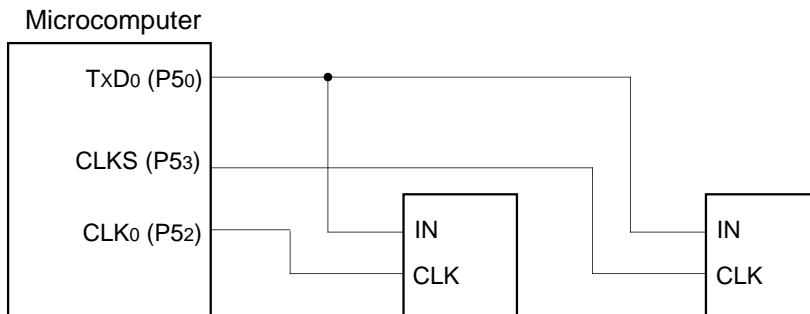 Microcomputer
TXD0 (P50)
CLKS (P53)
CLK0 (P52)
IN
CLK
IN
CLK